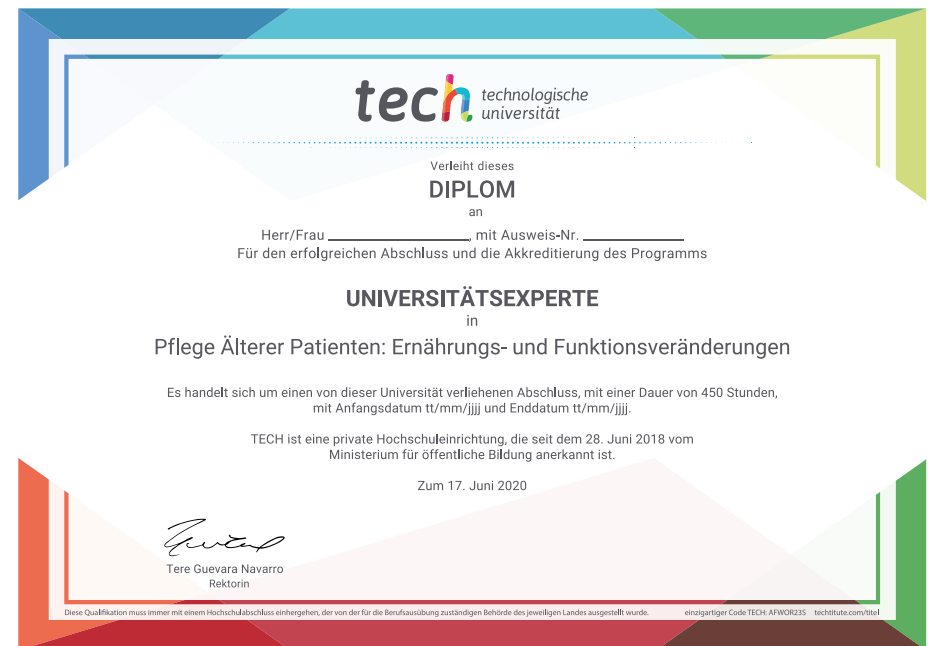 tech technologische
universität
Verleiht dieses
DIPLOM
an
Herr/Frau ____________________, mit Ausweis-Nr. ______________
Für den erfolgreichen Abschluss und die Akkreditierung des Programms
UNIVERSITÄTSEXPERTE
in
Pflege Älterer Patienten: Ernährungs- und Funktionsveränderungen
Es handelt sich um einen von dieser Universität verliehenen Abschluss, mit einer Dauer von 450 Stunden,
mit Anfangsdatum tt/mm/jjjj und Enddatum tt/mm/jjjj.
TECH ist eine private Hochschuleinrichtung, die seit dem 28. Juni 2018 vom
Ministerium für öffentliche Bildung anerkannt ist.
Zum 17. Juni 2020
Tere Guevara Navarro
Rektorin
Diese Qualifikation muss immer mit einem Hochschulabschluss einhergehen, der von der für die Berufsausübung zuständigen Behörde des jeweiligen Landes ausgestellt wurde. einzigartiger Code TECH: AFWOR23S techtitute.com/titel